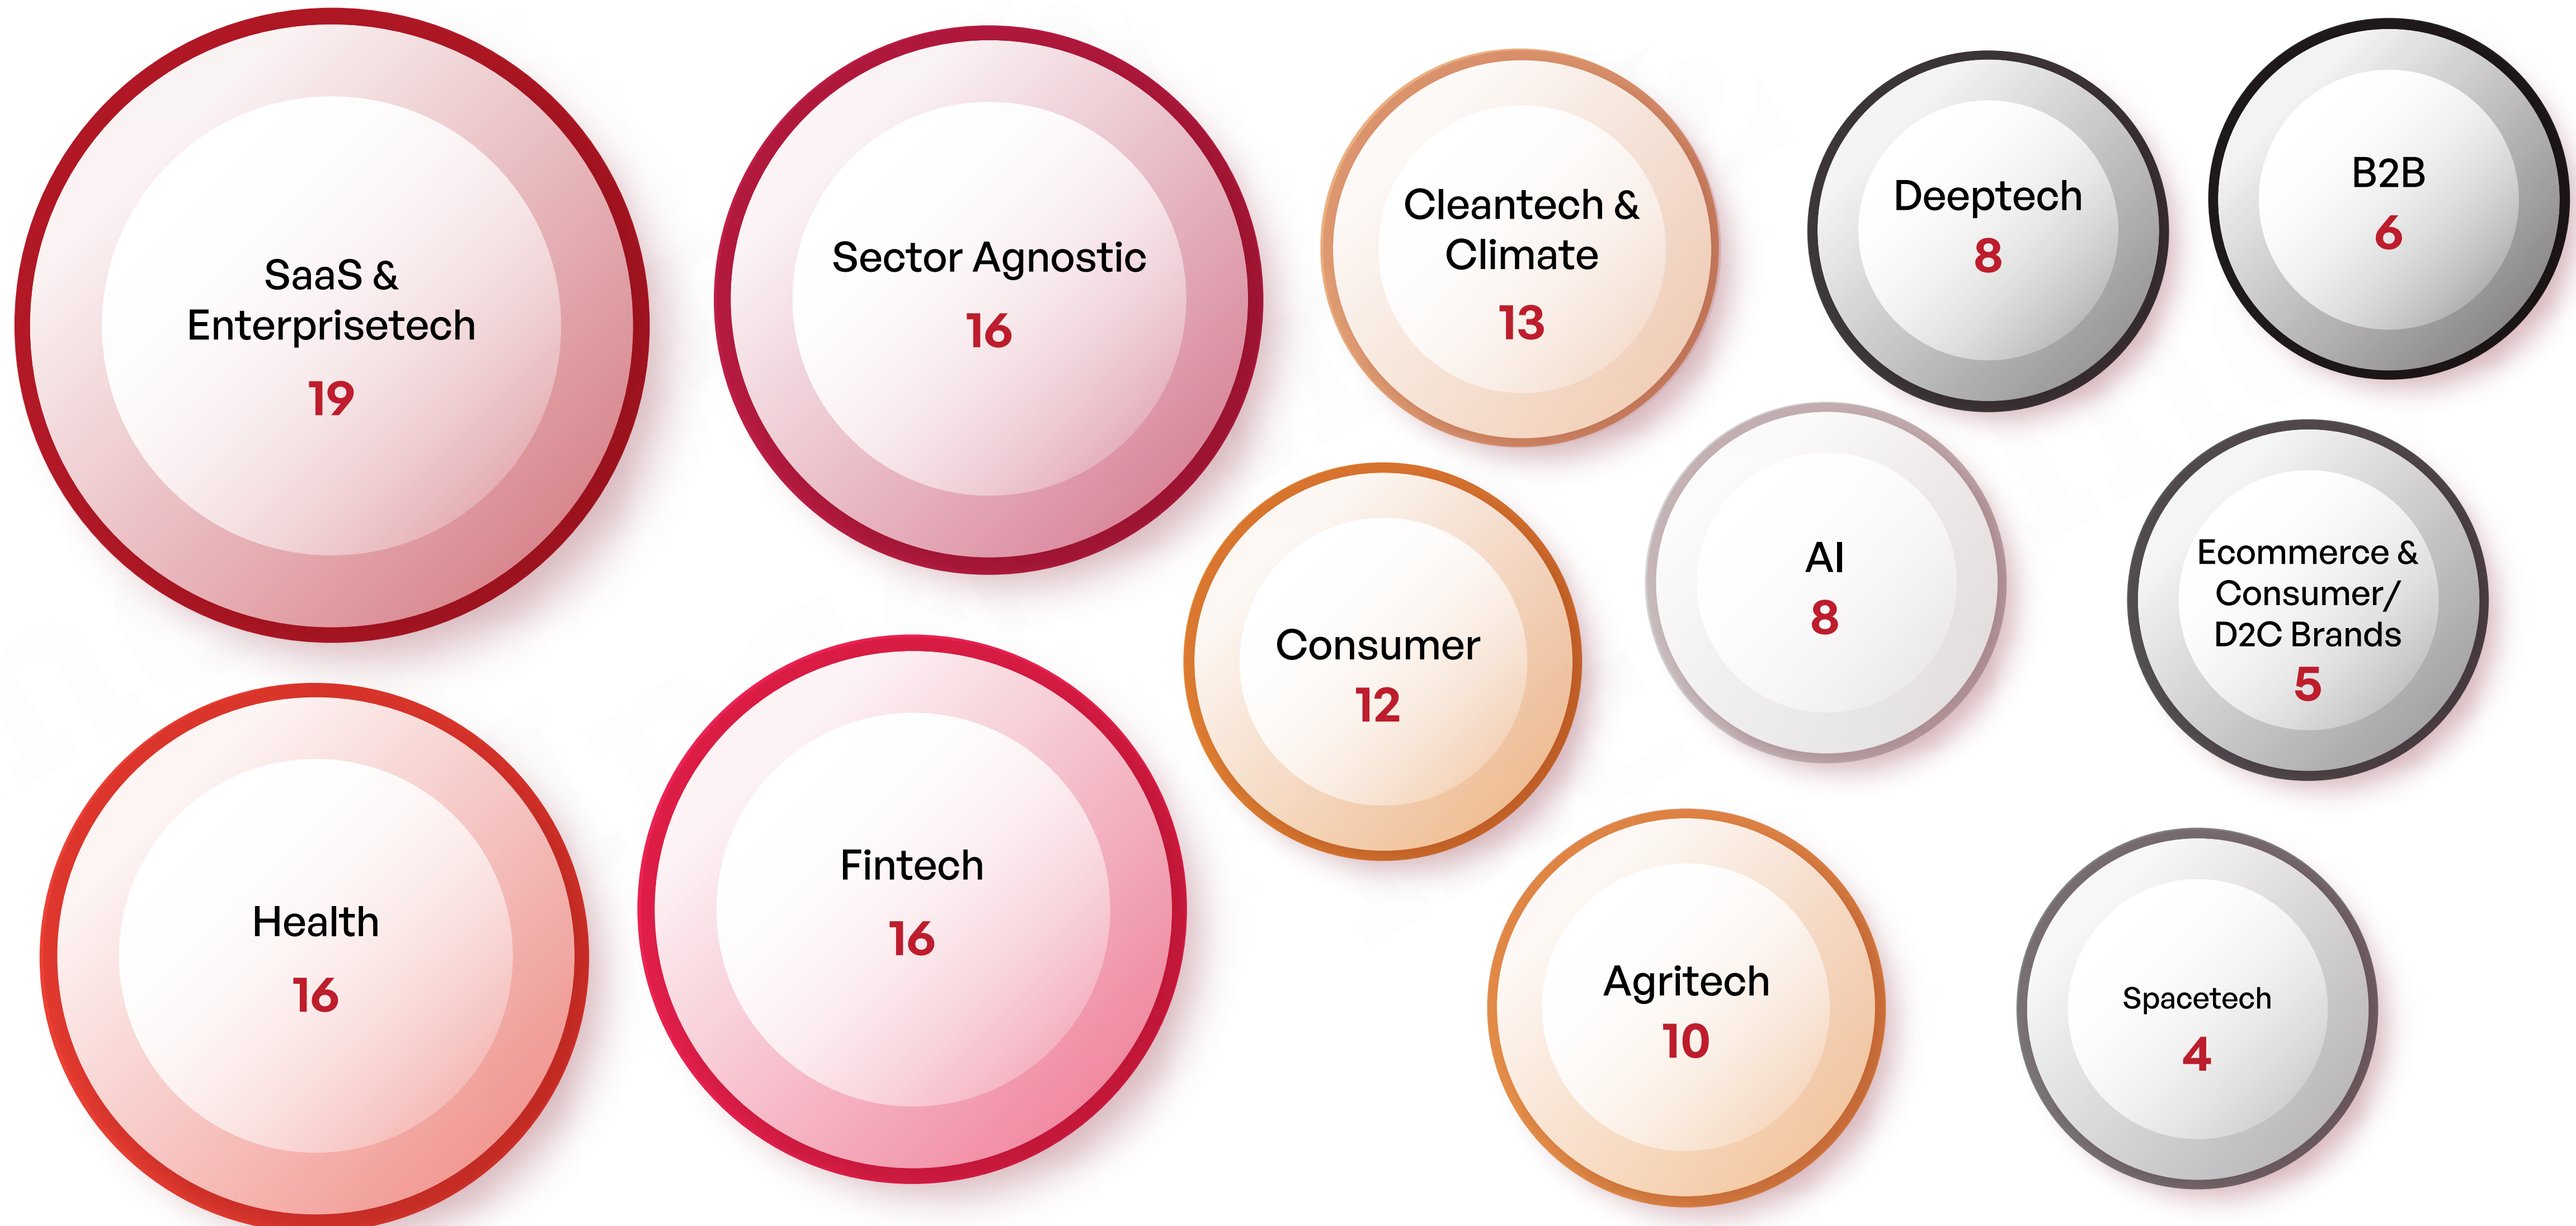 SaaS &
Enterprisetech
19
Sector Agnostic
16
Cleantech &
Climate
13
Deeptech
8
B2B
6
Health
16
Fintech
16
Consumer
12
AI
8
Ecommerce &
Consumer/
D2C Brands
5
Agritech
10
Spacetech
4